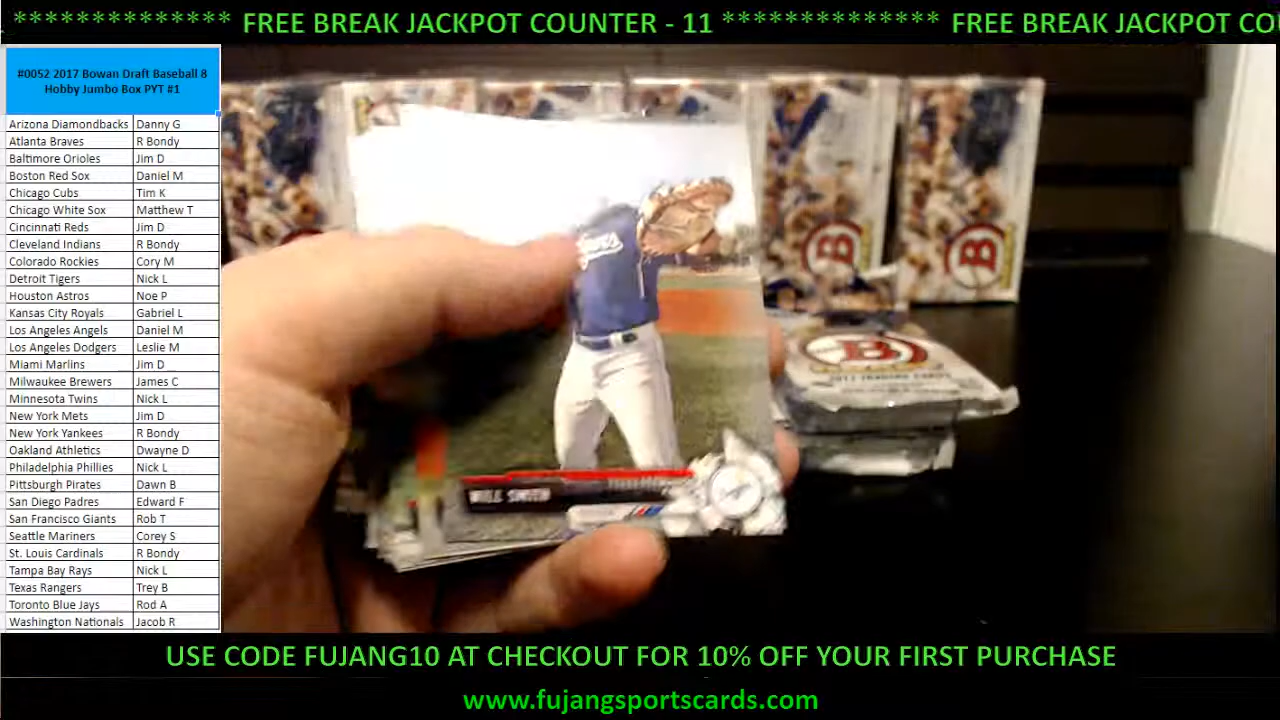 ************** FREE BREAK JACKPOT COUNTER - 11 ************** FREE BREAK JACKPOT CO
#0052 2017 Bowan Draft Baseball 8
Hobby Jumbo Box PYT #1
Arizona Diamondbacks Danny G
Atlanta Braves R Bondy
Baltimore Orioles Jim D
Boston Red Sox Daniel M
Chicago Cubs Tim K
Chicago White Sox Matthew T
Cincinnati Reds Jim D
Cleveland Indians R Bondy
Colorado Rockies Cory M
Detroit Tigers Nick L
Houston Astros Noe P
Kansas City Royals Gabriel L
Los Angeles Angels Daniel M
Los Angeles Dodgers Leslie M
Miami Marlins Jim D
Milwaukee Brewers James C
Minnesota Twins Nick L
New York Mets Jim D
New York Yankees R Bondy
Oakland Athletics Dwayne D
Philadelphia Phillies Nick L
Pittsburgh Pirates Dawn B
San Diego Padres Edward F
San Francisco Giants Rob T
Seattle Mariners Corey S
St. Louis Cardinals R Bondy
Tampa Bay Rays Nick L
Texas Rangers Trey B
Toronto Blue Jays Rod A
Washington Nationals Jacob R
WILL SMITH
B
B
B
2017 TRADING CARDS
USE CODE FUJANG10 AT CHECKOUT FOR 10% OFF YOUR FIRST PURCHASE
www.fujangsportscards.com